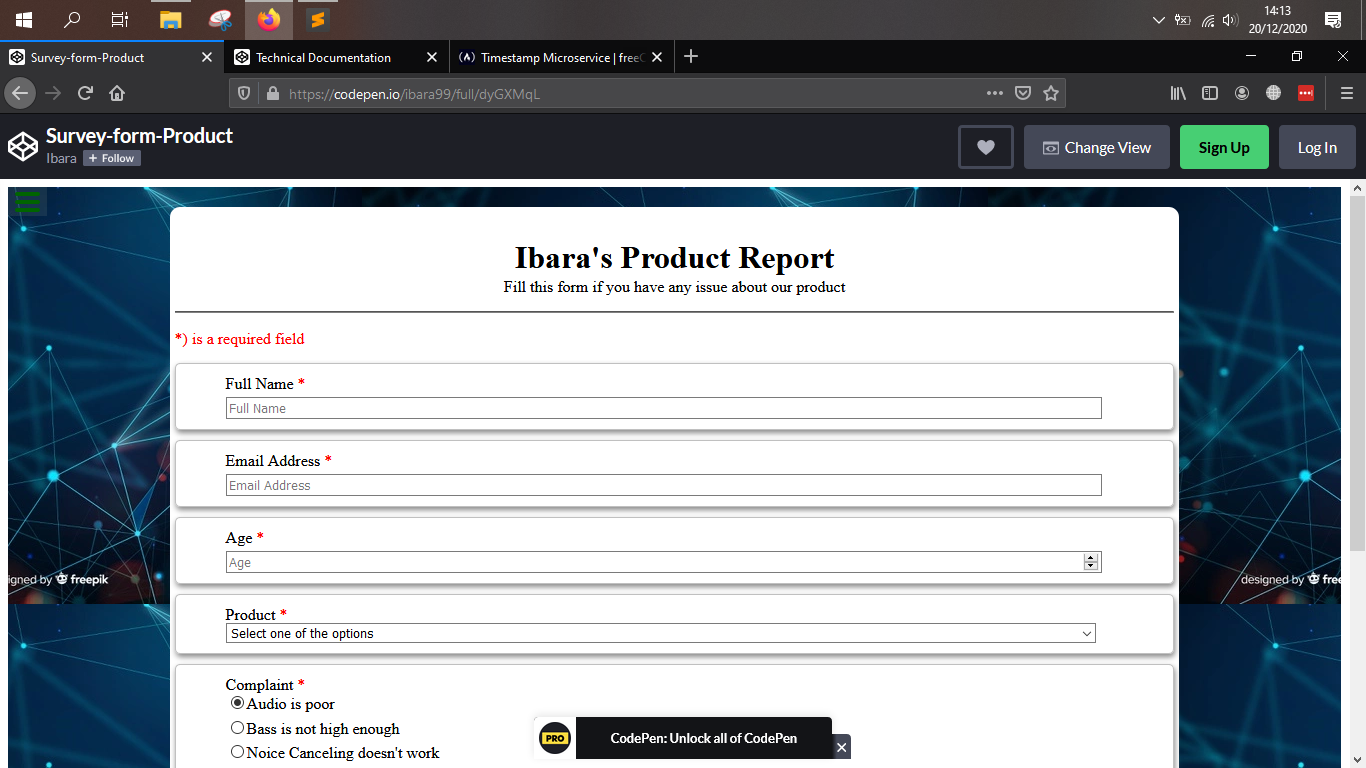 14:13
20/12/2020
Survey-form-Product
Technical Documentation
Timestamp Microservice | freeC
https://codepen.io/ibara99/full/dyGXMqL
Survey-form-Product
Ibara + Follow
Change View
Sign Up
Log In
Ibara's Product Report
Fill this form if you have any issue about our product
*) is a required field
Full Name *
Full Name
Email Address *
Email Address
Age *
Age
igned by freepik
designed by free
Product *
Select one of the options
Complaint *
Audio is poor
Bass is not high enough
Noice Canceling doesn't work
PRO CodePen: Unlock all of CodePen